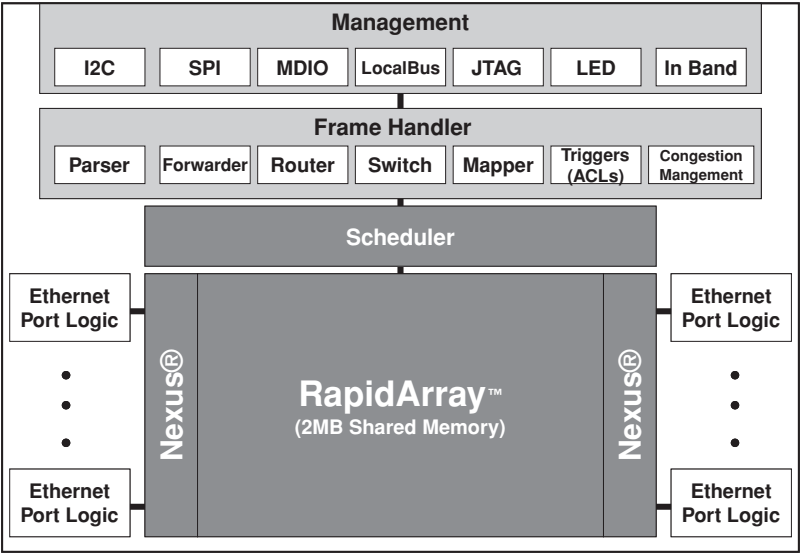 Management
I2C
SPI
MDIO
LocalBus
JTAG
LED
In Band
Frame Handler
Parser
Forwarder
Router
Switch
Mapper
Triggers
(ACLs)
Congestion
Mangement
Scheduler
Ethernet
Port Logic
Ethernet
Port Logic
Nexus®
RapidArray™
(2MB Shared Memory)
Nexus®
Ethernet
Port Logic
Ethernet
Port Logic